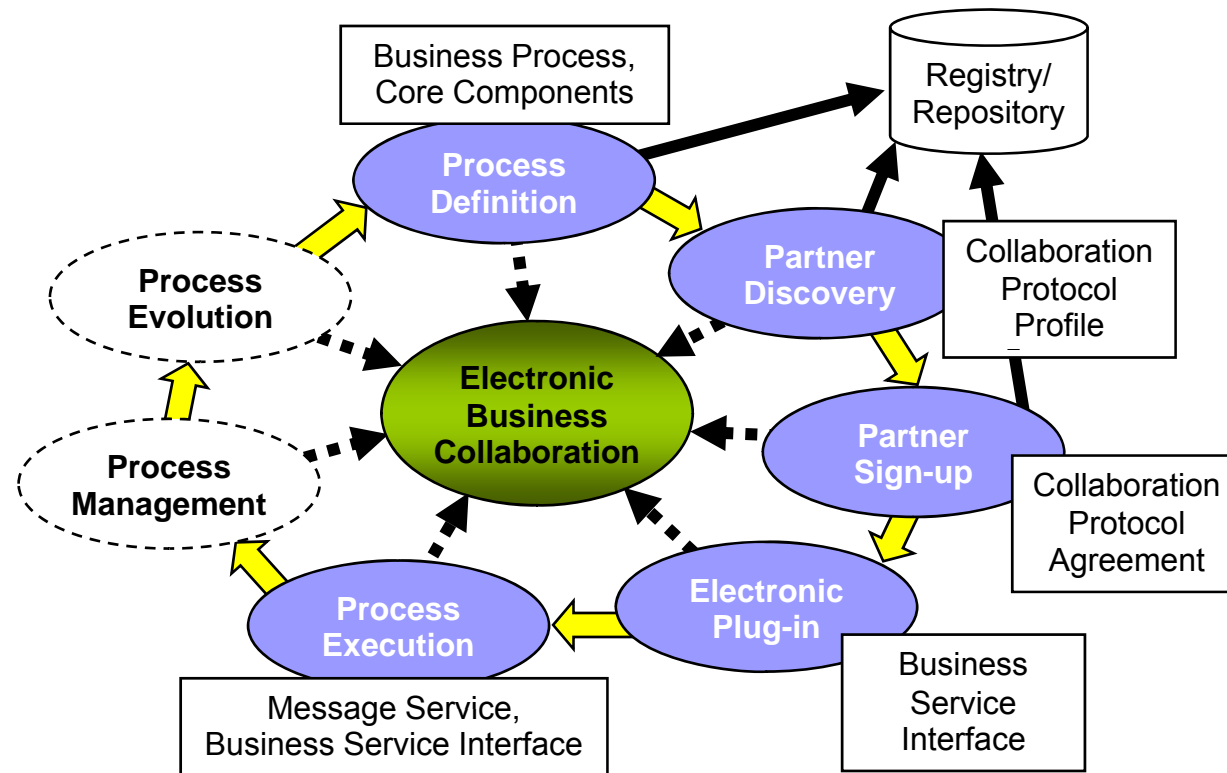 Business Process,
Core Components
Registry/
Repository
Process
Definition
Partner
Discovery
Collaboration
Protocol
Profile
Process
Evolution
Electronic
Business
Collaboration
Partner
Sign-up
Process
Management
Collaboration
Protocol
Agreement
Electronic
Plug-in
Process
Execution
Business
Service
Interface
Message Service,
Business Service Interface